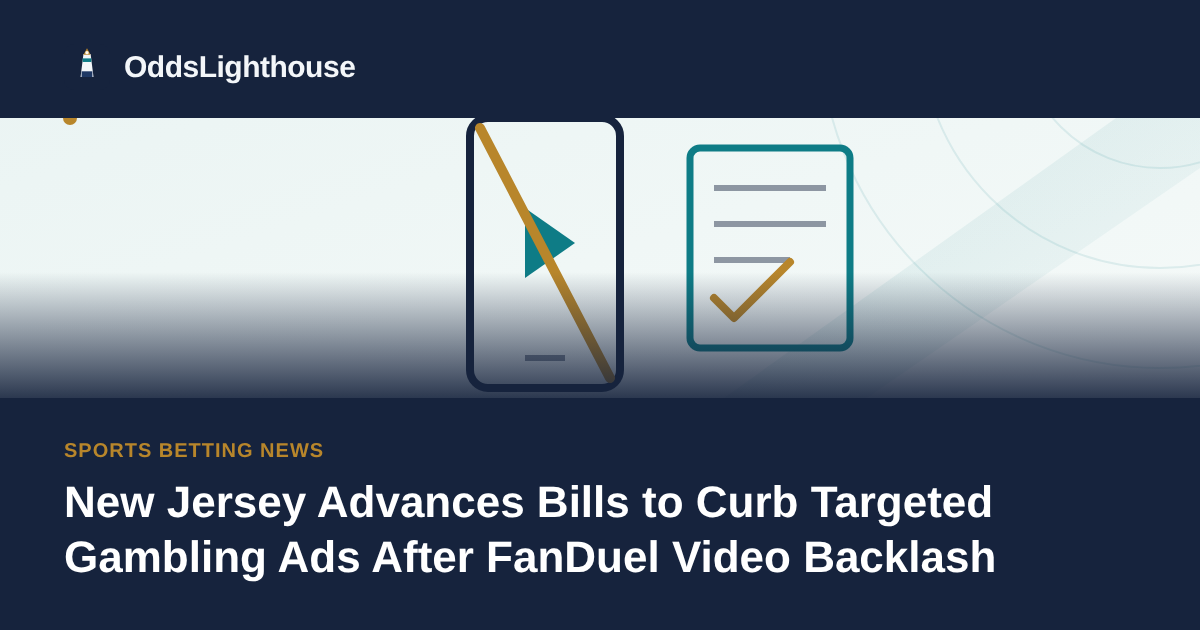 OddsLighthouse
SPORTS BETTING NEWS
New Jersey Advances Bills to Curb Targeted
Gambling Ads After FanDuel Video Backlash